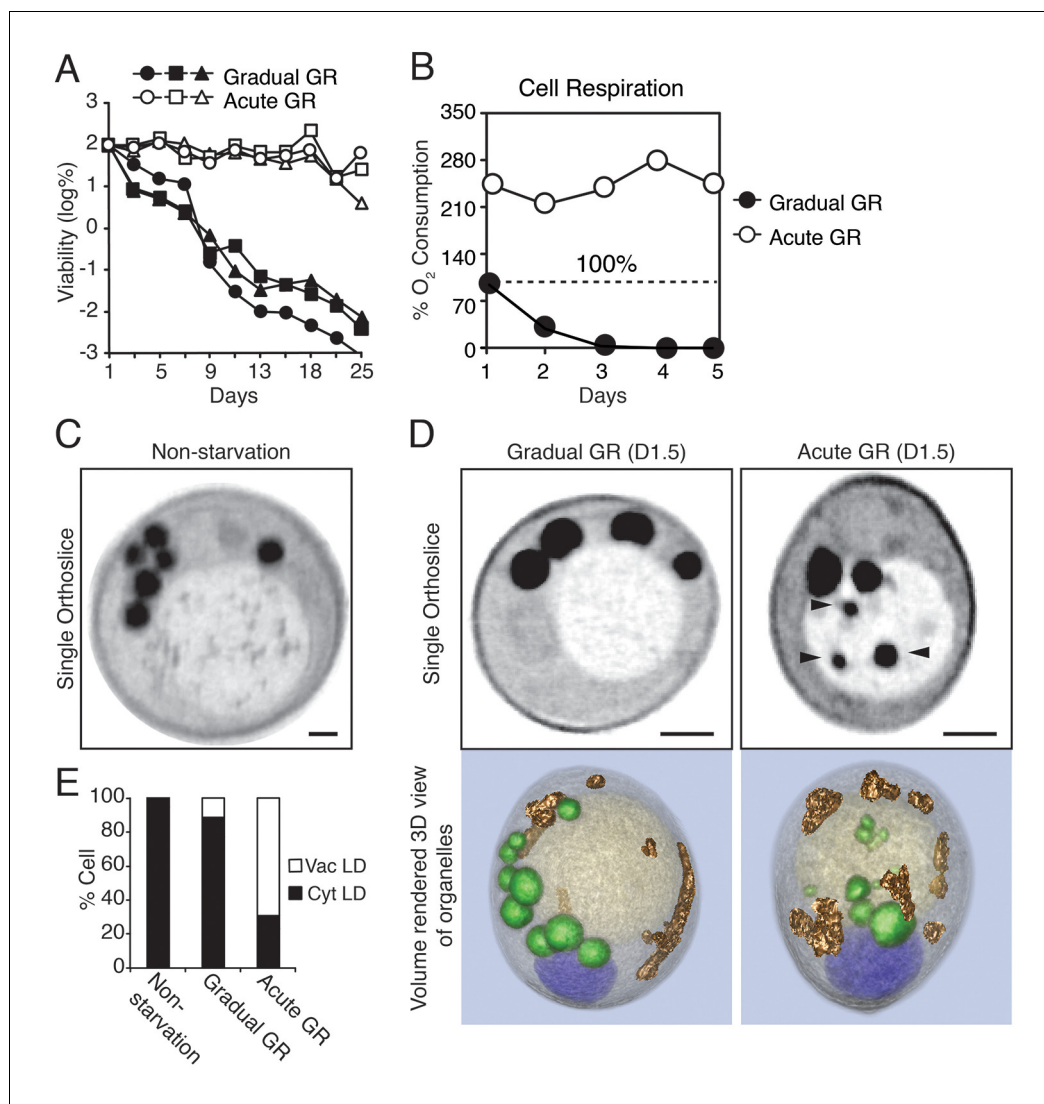 A
Gradual GR
Acute GR
3
2
1
0
-1
-2
-3
Viability (log%)
1 5 9 13 18 25
Days
B
Cell Respiration
350
280
210
140
70
0
% O₂ Consumption
100%
1 2 3 4 5
Days
Gradual GR
Acute GR
C
Non-starvation
Single Orthoslice
D
Gradual GR (D1.5)
Acute GR (D1.5)
Single Orthoslice
Volume rendered 3D view
of organelles
E
100
80
60
40
20
0
% Cell
Vac LD
Cyt LD
Non-
starvation
Gradual GR
Acute GR